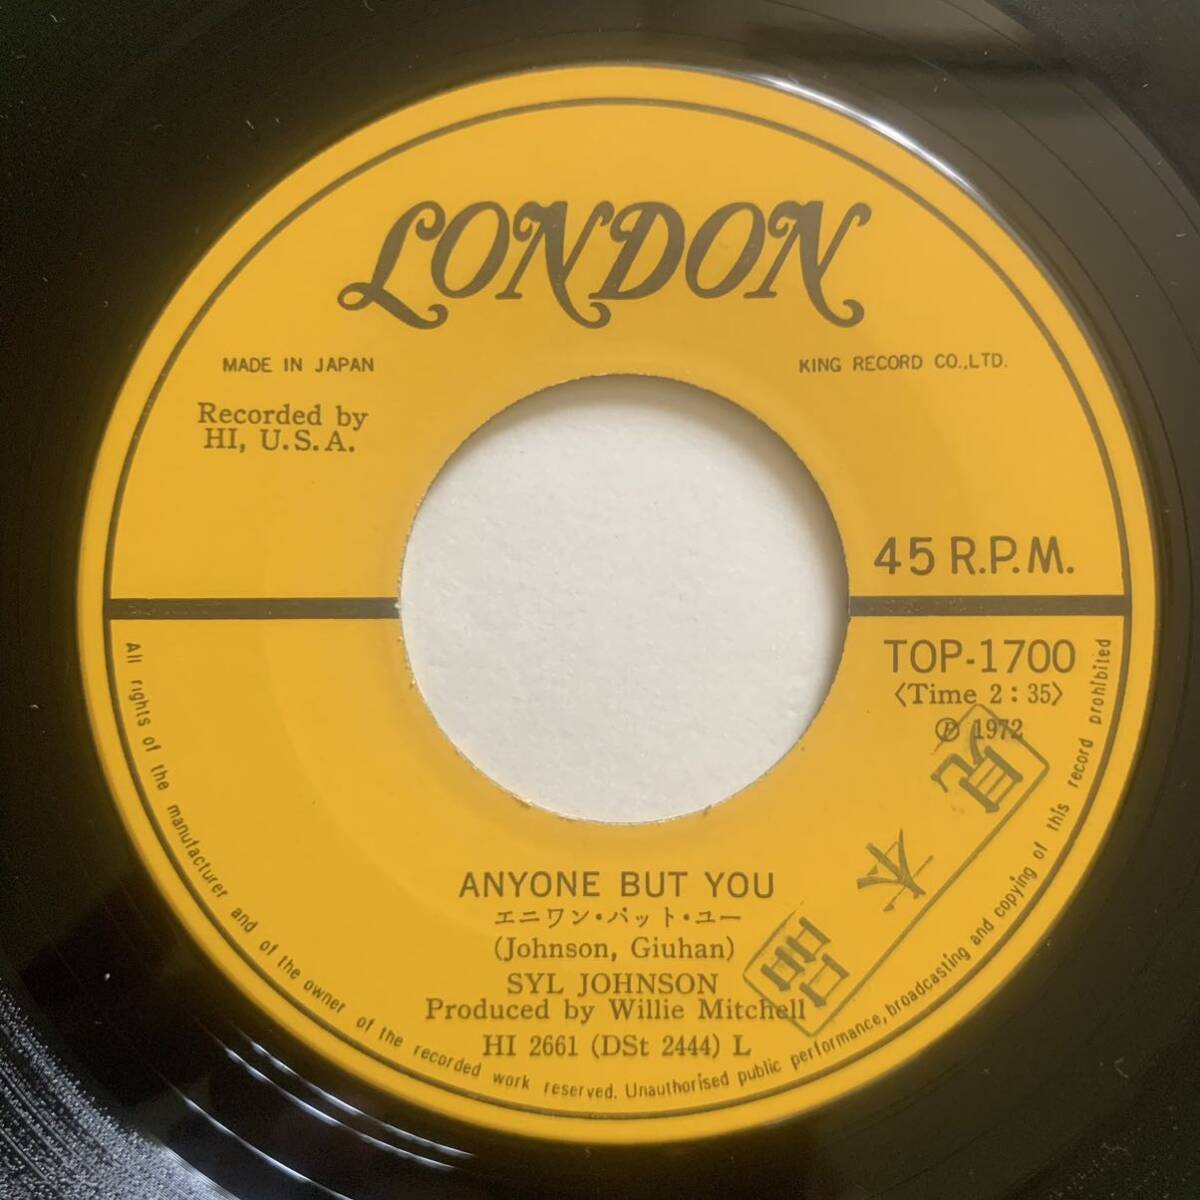 LONDON
MADE IN JAPAN
KING RECORD CO.,LTD.
Recorded by
HI, U.S.A.
45 R.P.M.
TOP-1700
〈Time 2:35〉
Ⓟ 1972
見本品
ANYONE BUT YOU
エニワン・バット・ユー
(Johnson, Giuhan)
SYL JOHNSON
Produced by Willie Mitchell
HI 2661 (DSt 2444) L
All rights of the manufacturer and of the owner of the recorded work reserved. Unauthorised public performance, broadcasting and copying of this record prohibited